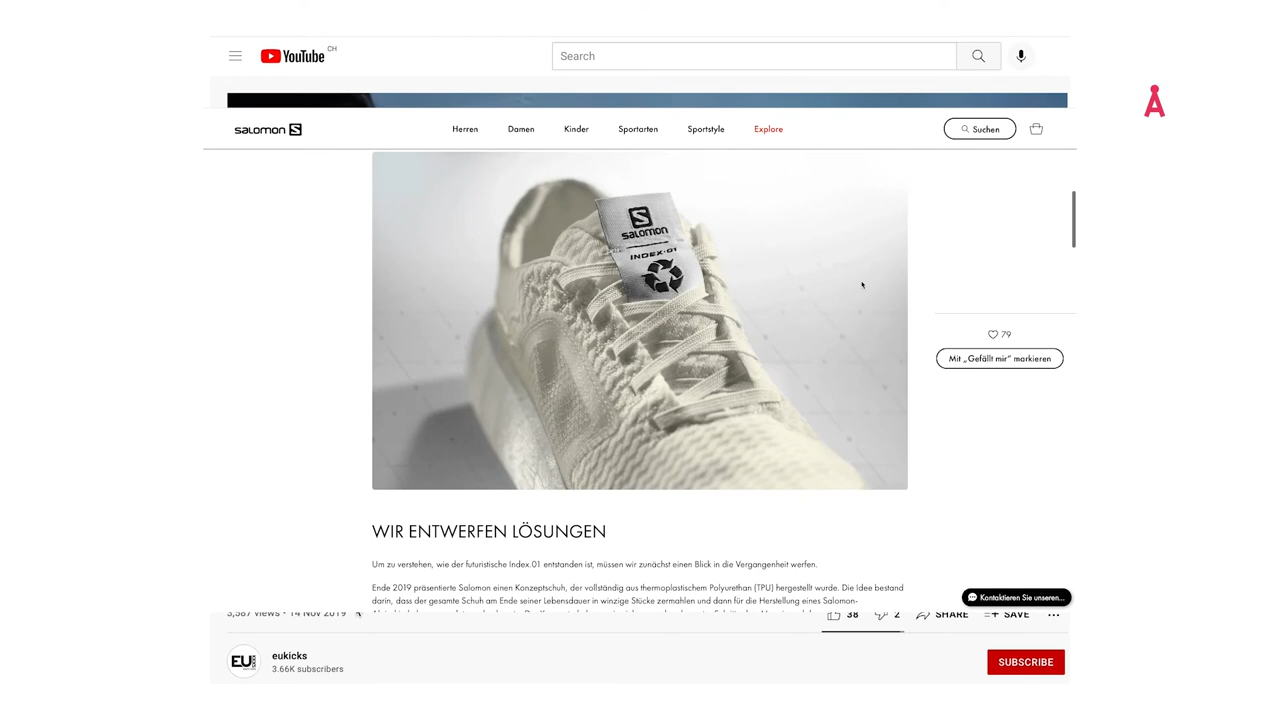 YouTube CH
Search
salomon
Herren Damen Kinder Sportarten Sportstyle Explore
Suchen
salomon
INDEX.01
79
Mit „Gefällt mir“ markieren
WIR ENTWERFEN LÖSUNGEN
Um zu verstehen, wie der futuristische Index.01 entstanden ist, müssen wir zunächst einen Blick in die Vergangenheit werfen.
Ende 2019 präsentierte Salomon einen Konzeptschuh, der vollständig aus thermoplastischem Polyurethan (TPU) hergestellt wurde. Die Idee bestand
darin, dass der gesamte Schuh am Ende seiner Lebensdauer in winzige Stücke zermahlen und dann für die Herstellung eines Salomon-
Kontaktieren Sie unseren...
3,587 views • 14 Nov 2019
38 2 SHARE SAVE
EU
eukicks
3.66K subscribers
SUBSCRIBE